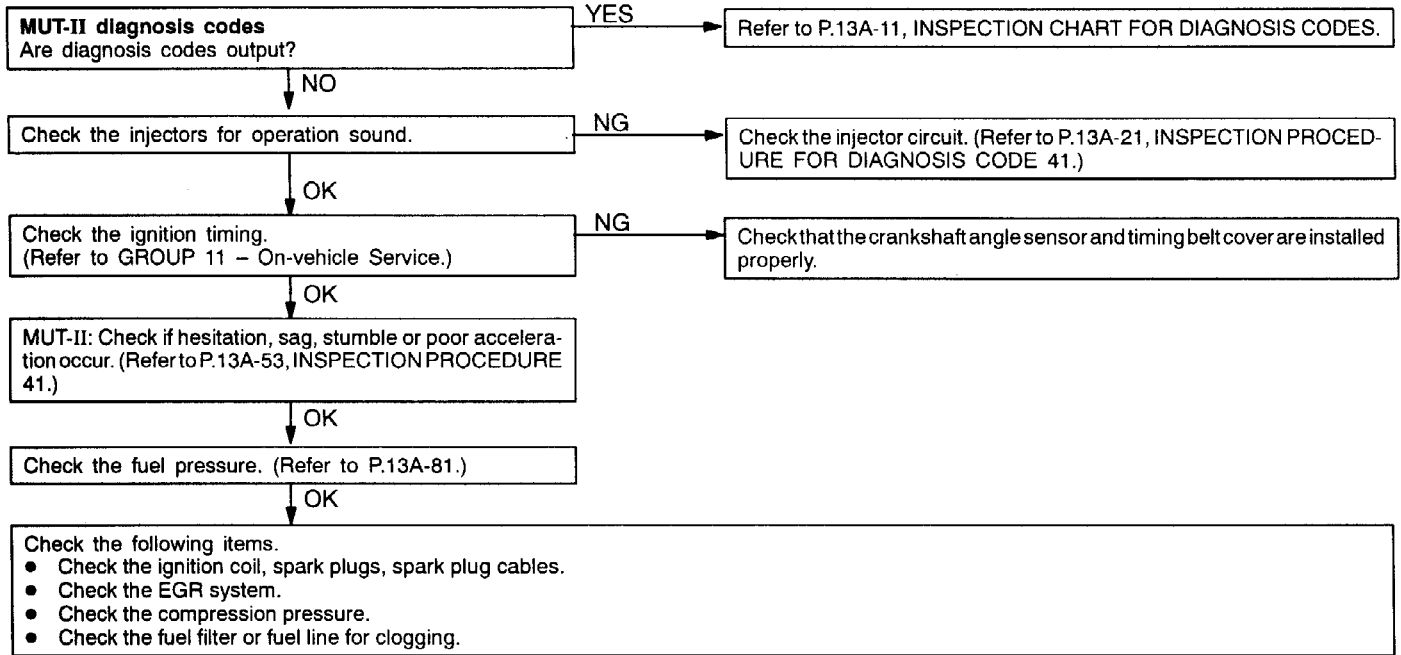 MUT-II diagnosis codes
Are diagnosis codes output?
YES
Refer to P.13A-11, INSPECTION CHART FOR DIAGNOSIS CODES.
NO
Check the injectors for operation sound.
NG
Check the injector circuit. (Refer to P.13A-21, INSPECTION PROCED-
URE FOR DIAGNOSIS CODE 41.)
OK
Check the ignition timing.
(Refer to GROUP 11 – On-vehicle Service.)
NG
Check that the crankshaft angle sensor and timing belt cover are installed
properly.
OK
MUT-II: Check if hesitation, sag, stumble or poor accelera-
tion occur. (Refer to P.13A-53, INSPECTION PROCEDURE
41.)
OK
Check the fuel pressure. (Refer to P.13A-81.)
OK
Check the following items.
● Check the ignition coil, spark plugs, spark plug cables.
● Check the EGR system.
● Check the compression pressure.
● Check the fuel filter or fuel line for clogging.